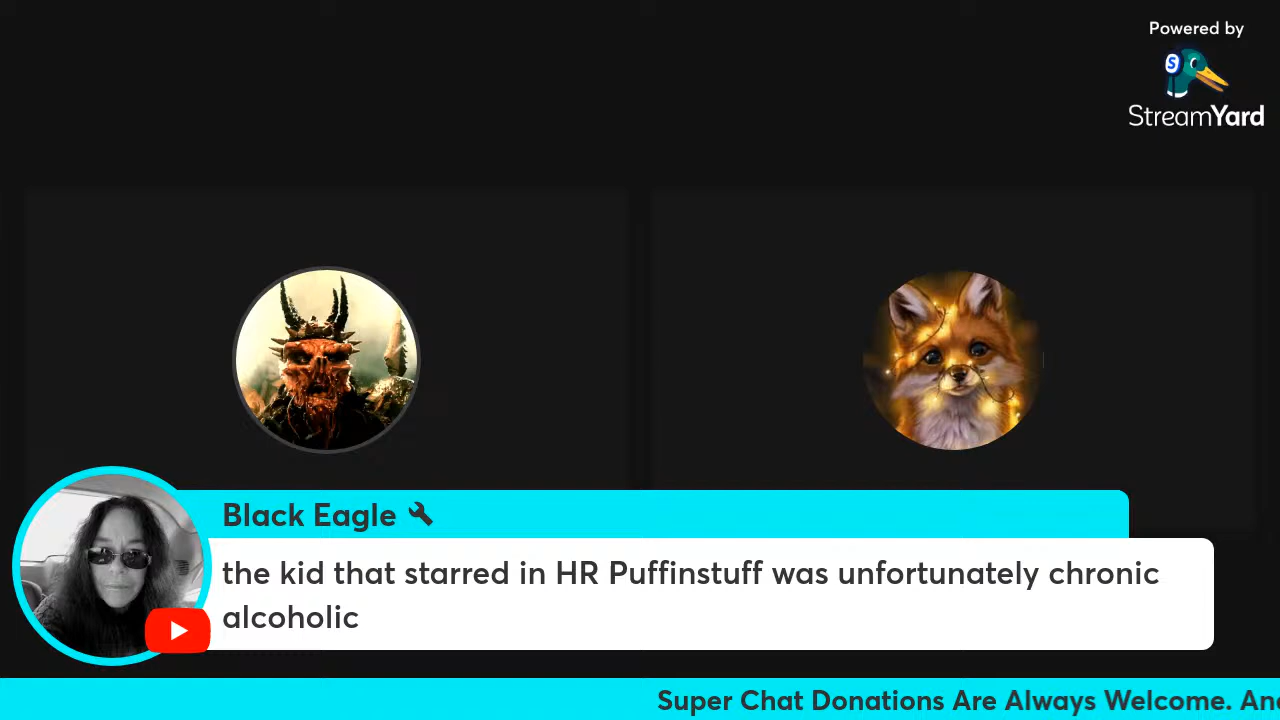 Powered by
S
StreamYard
Black Eagle
the kid that starred in HR Puffinstuff was unfortunately chronic
alcoholic
Super Chat Donations Are Always Welcome. And